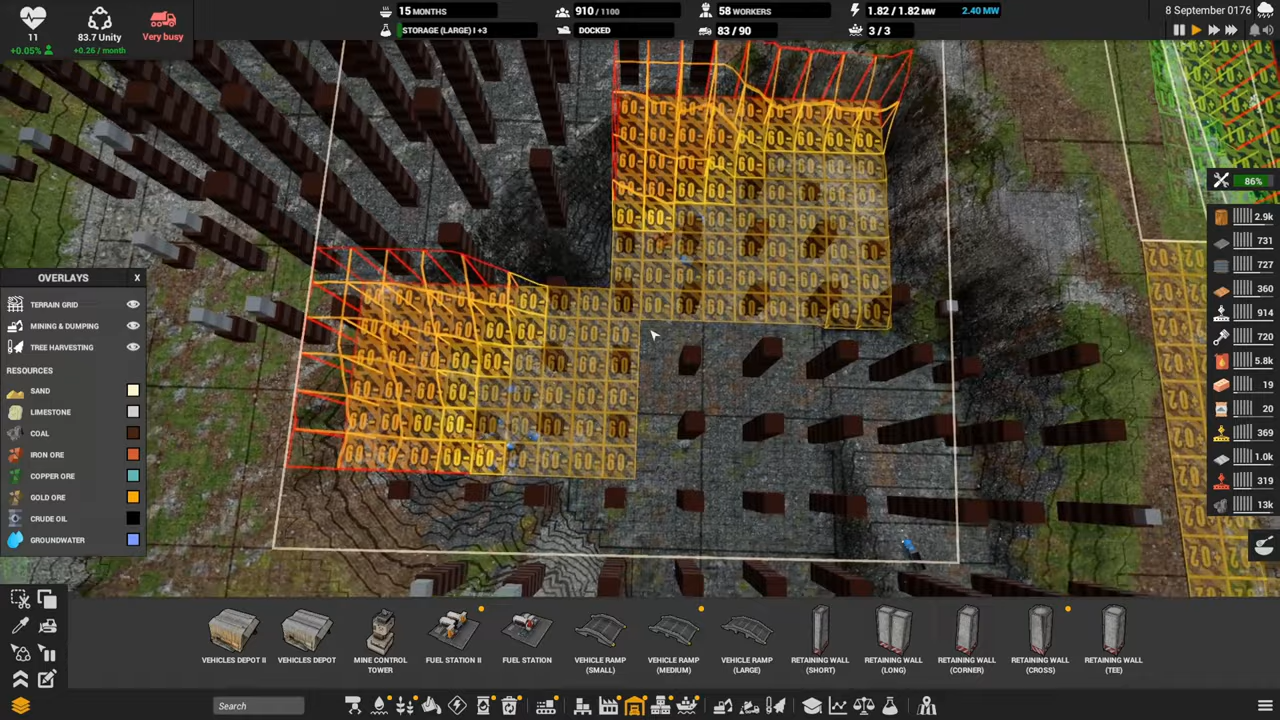 11
+0.05%
83.7 Unity
+0.26 / month
Very busy
15 MONTHS
910 / 1100
58 WORKERS
1.82 / 1.82 MW
2.40 MW
STORAGE (LARGE) I +3
DOCKED
83 / 90
3 / 3
8 September 0176
OVERLAYS
X
TERRAIN GRID
MINING & DUMPING
TREE HARVESTING
RESOURCES
SAND
LIMESTONE
COAL
IRON ORE
COPPER ORE
GOLD ORE
CRUDE OIL
GROUNDWATER
86%
2.9k
731
727
360
914
720
5.8k
19
20
369
1.0k
319
13k
VEHICLES DEPOT II
VEHICLES DEPOT
MINE CONTROL
TOWER
FUEL STATION II
FUEL STATION
VEHICLE RAMP
(SMALL)
VEHICLE RAMP
(MEDIUM)
VEHICLE RAMP
(LARGE)
RETAINING WALL
(SHORT)
RETAINING WALL
(LONG)
RETAINING WALL
(CORNER)
RETAINING WALL
(CROSS)
RETAINING WALL
(TEE)
Search